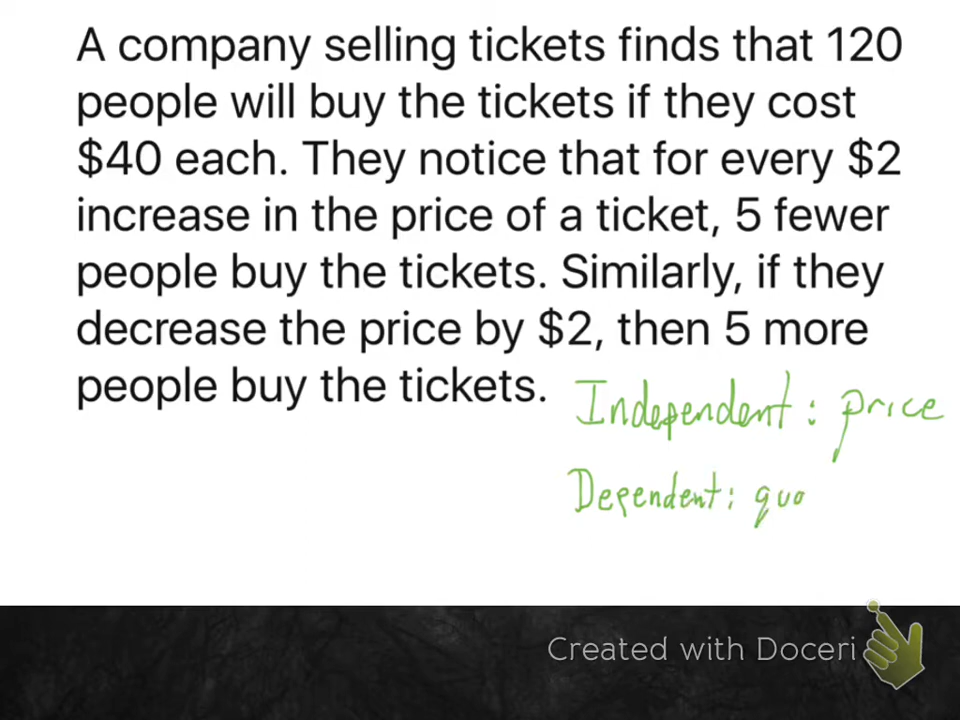 A company selling tickets finds that 120
people will buy the tickets if they cost
$40 each. They notice that for every $2
increase in the price of a ticket, 5 fewer
people buy the tickets. Similarly, if they
decrease the price by $2, then 5 more
people buy the tickets.
Independent: price
Dependent: qua
Created with Doceri